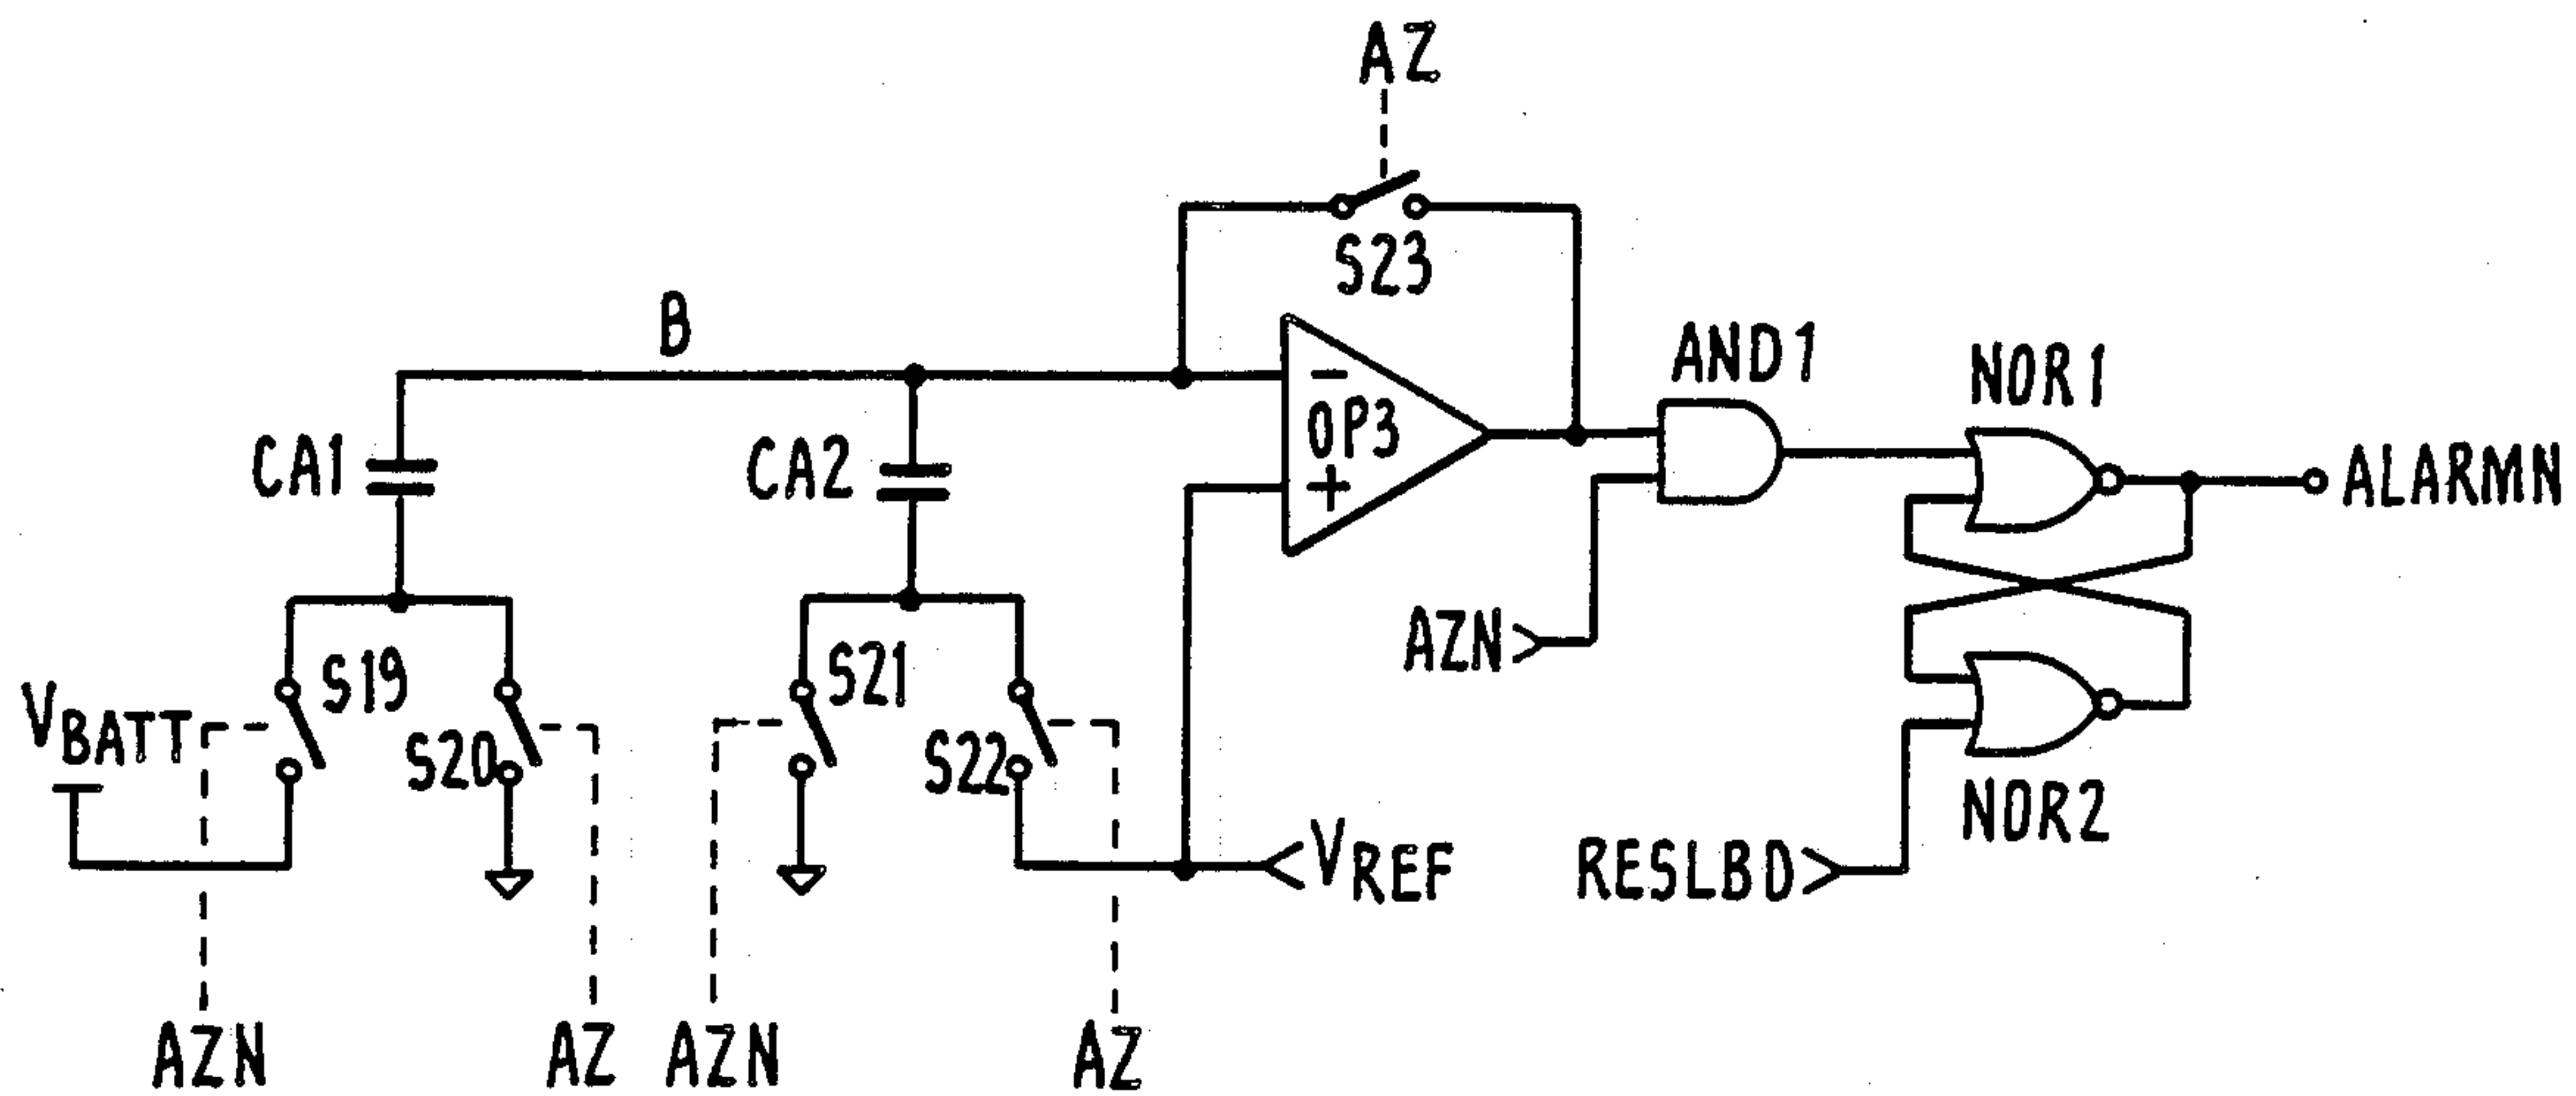 AZ
S23
B
AND1
NOR1
-
OP3
+
CA1
CA2
ALARMN
AZN
S19
S21
VBATT
S20
S22
NOR2
VREF
RESLBD
AZN
AZ
AZN
AZ